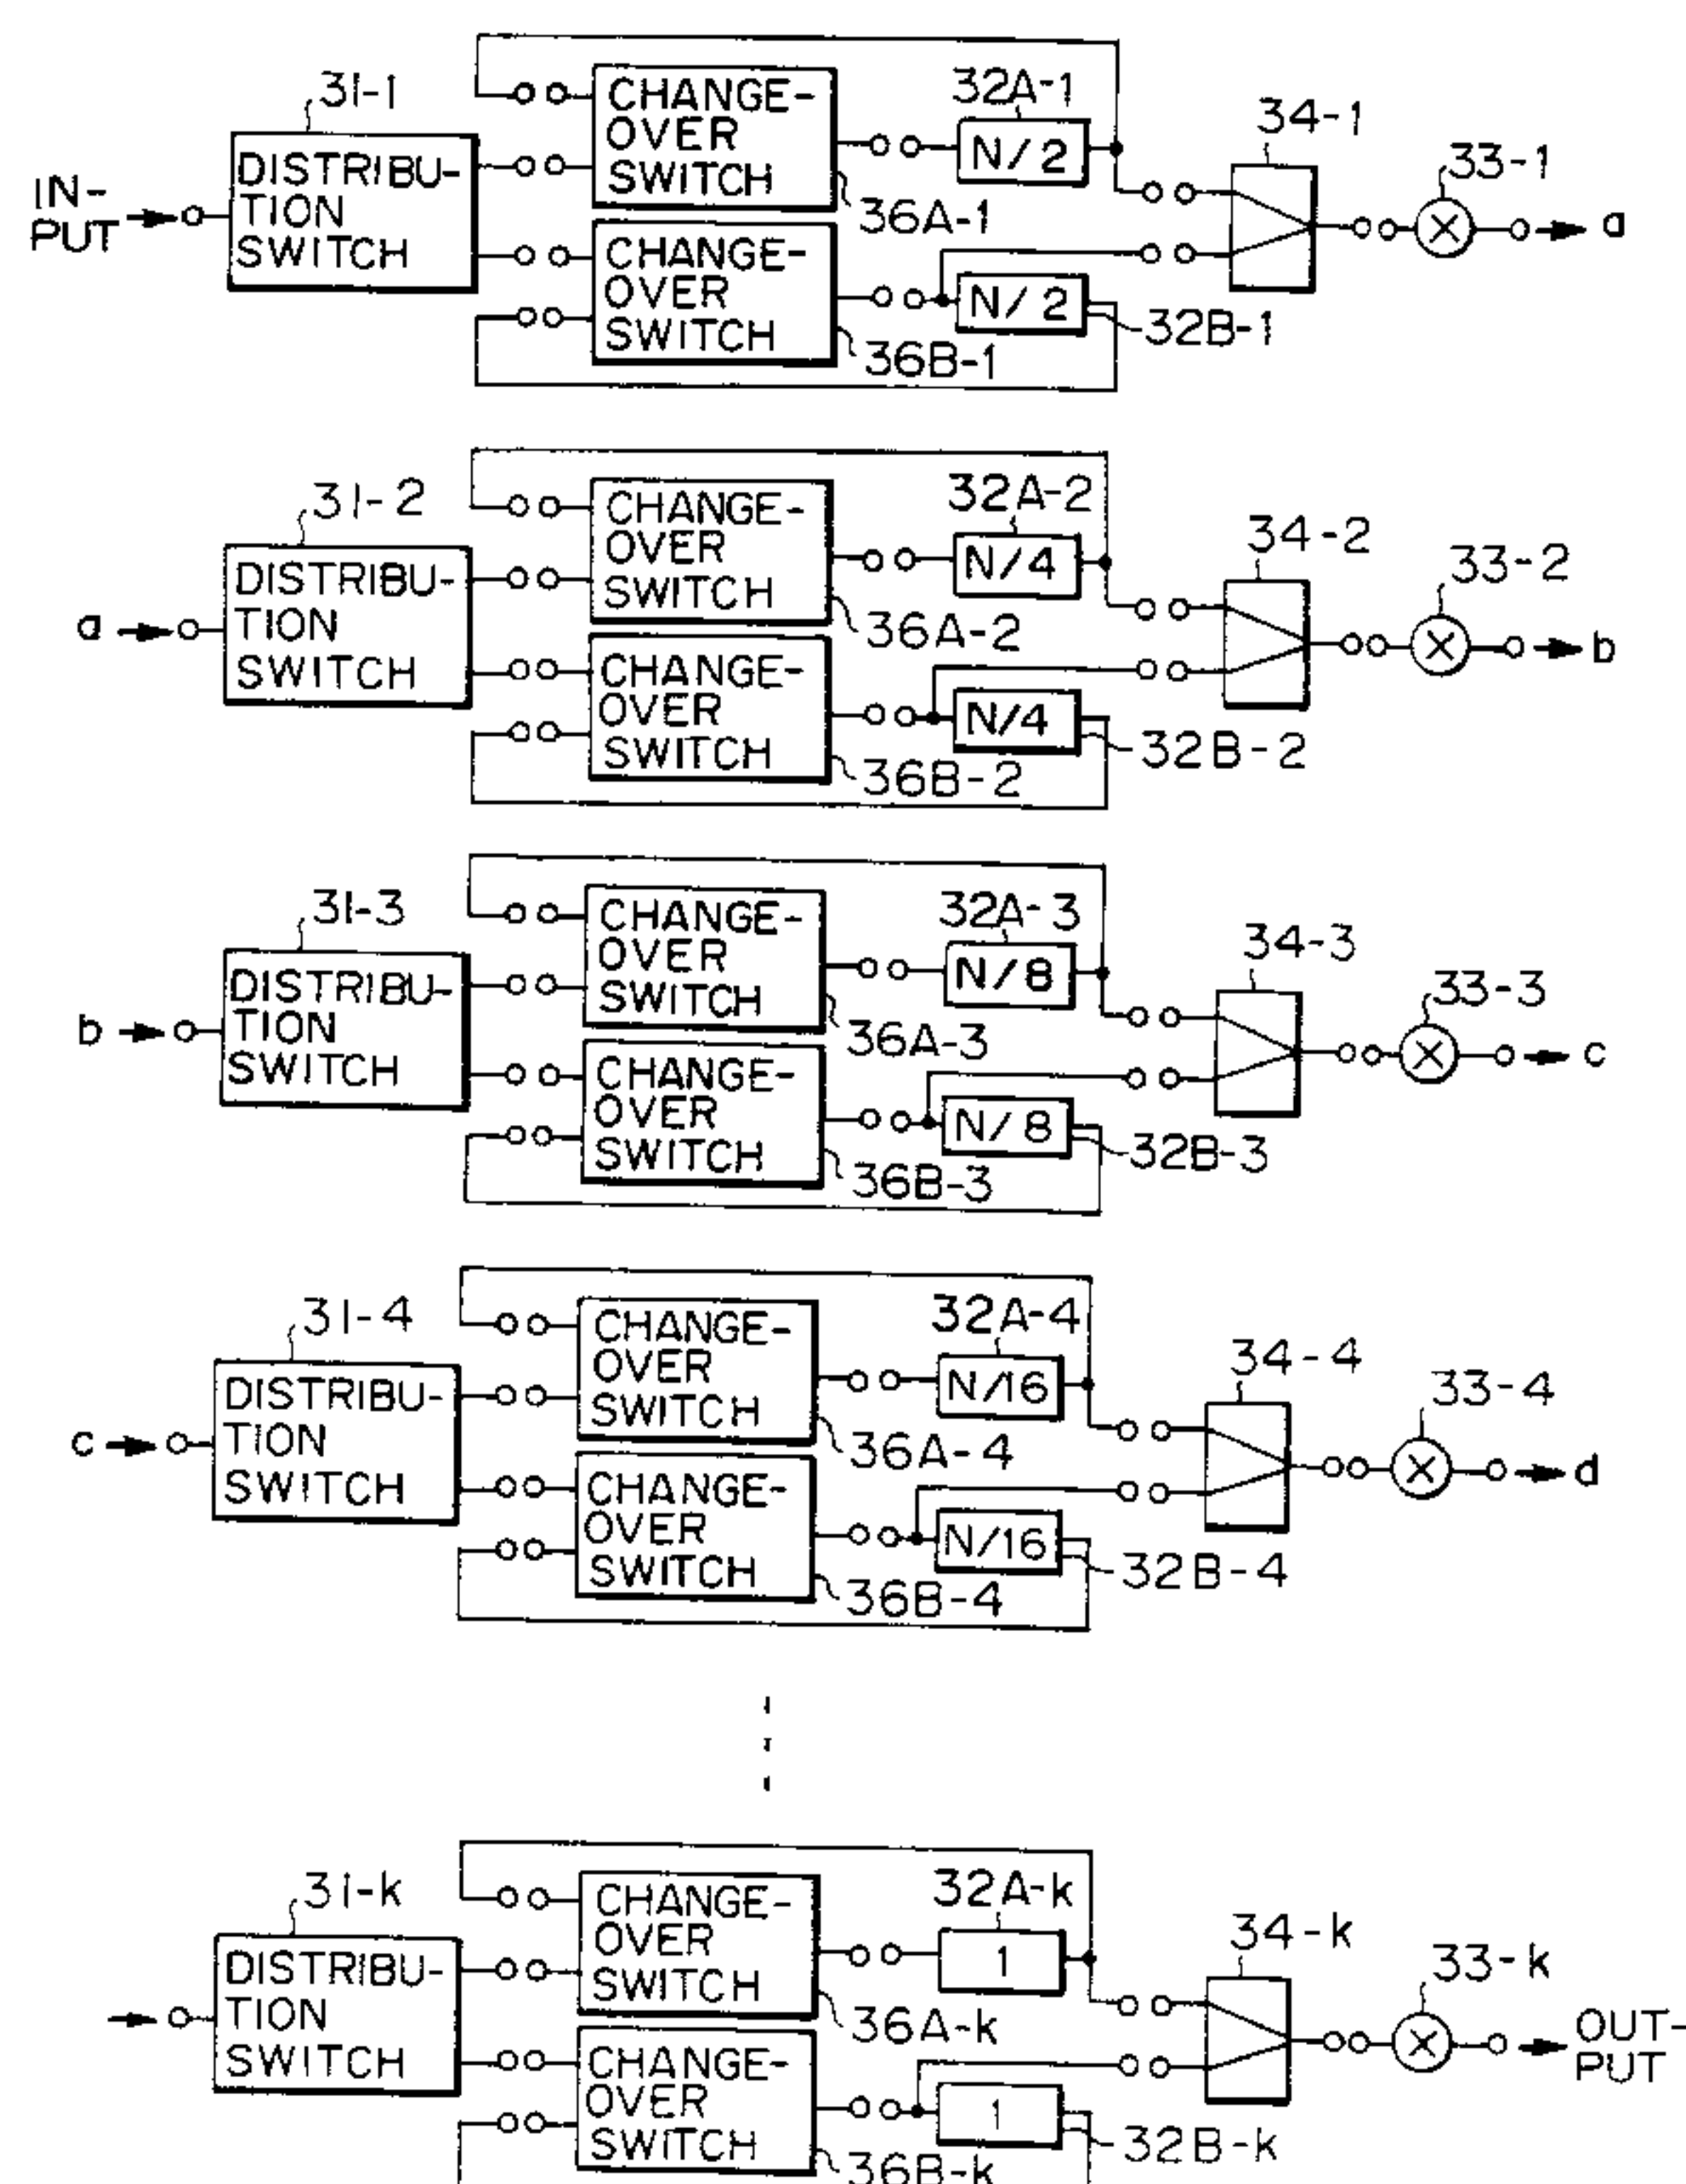 31-1
CHANGE-
OVER
SWITCH
32A-1
N/2
34-1
33-1
IN-
PUT
DISTRIBU-
TION
SWITCH
36A-1
a
CHANGE-
OVER
SWITCH
N/2
32B-1
36B-1
31-2
CHANGE-
OVER
SWITCH
32A-2
N/4
34-2
33-2
a
DISTRIBU-
TION
SWITCH
36A-2
b
CHANGE-
OVER
SWITCH
N/4
32B-2
36B-2
31-3
CHANGE-
OVER
SWITCH
32A-3
N/8
34-3
33-3
b
DISTRIBU-
TION
SWITCH
36A-3
c
CHANGE-
OVER
SWITCH
N/8
32B-3
36B-3
31-4
CHANGE-
OVER
SWITCH
32A-4
N/16
34-4
33-4
c
DISTRIBU-
TION
SWITCH
36A-4
d
CHANGE-
OVER
SWITCH
N/16
32B-4
36B-4
31-k
CHANGE-
OVER
SWITCH
32A-k
1
34-k
33-k
DISTRIBU-
TION
SWITCH
36A-k
OUT-
PUT
CHANGE-
OVER
SWITCH
1
32B-k
36B-k